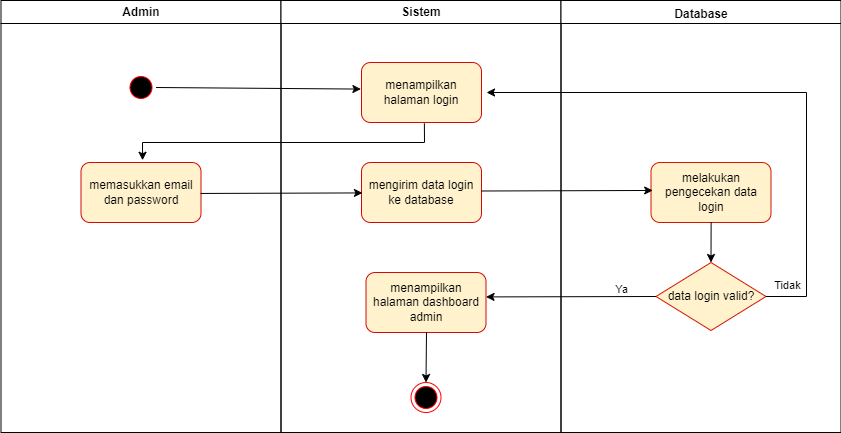 Admin
Sistem
Database
menampilkan
halaman login
memasukkan email
dan password
mengirim data login
ke database
melakukan
pengecekan data
login
data login valid?
Tidak
Ya
menampilkan
halaman dashboard
admin